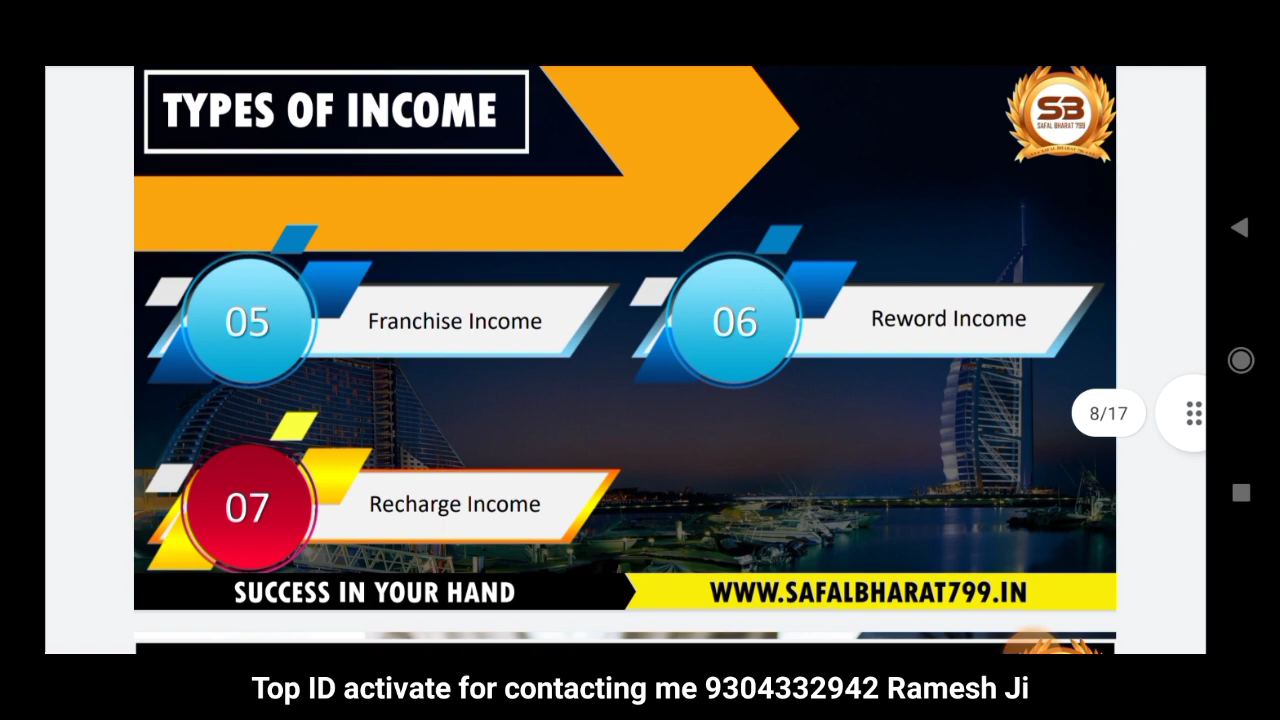 TYPES OF INCOME
SB
SAFAL BHARAT 799
05
Franchise Income
06
Reword Income
8/17
07
Recharge Income
SUCCESS IN YOUR HAND
WWW.SAFALBHARAT799.IN
Top ID activate for contacting me 9304332942 Ramesh Ji